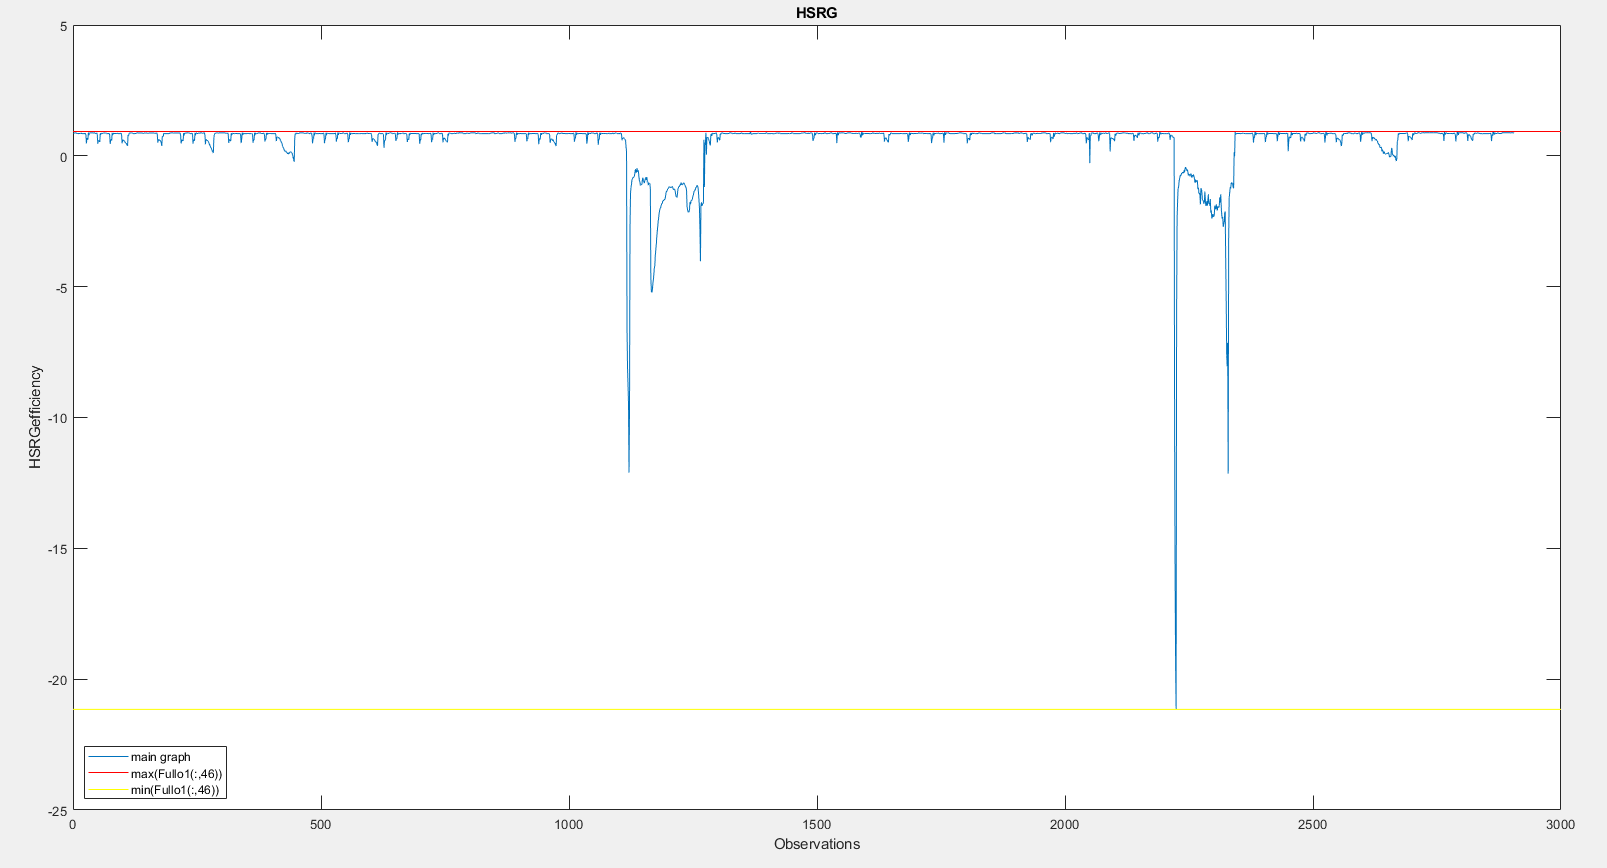 HSRG
5
0
-5
-10
-15
-20
-25
HSRGefficiency
main graph
max(Fullo1(:,46))
min(Fullo1(:,46))
0
500
1000
1500
2000
2500
3000
Observations